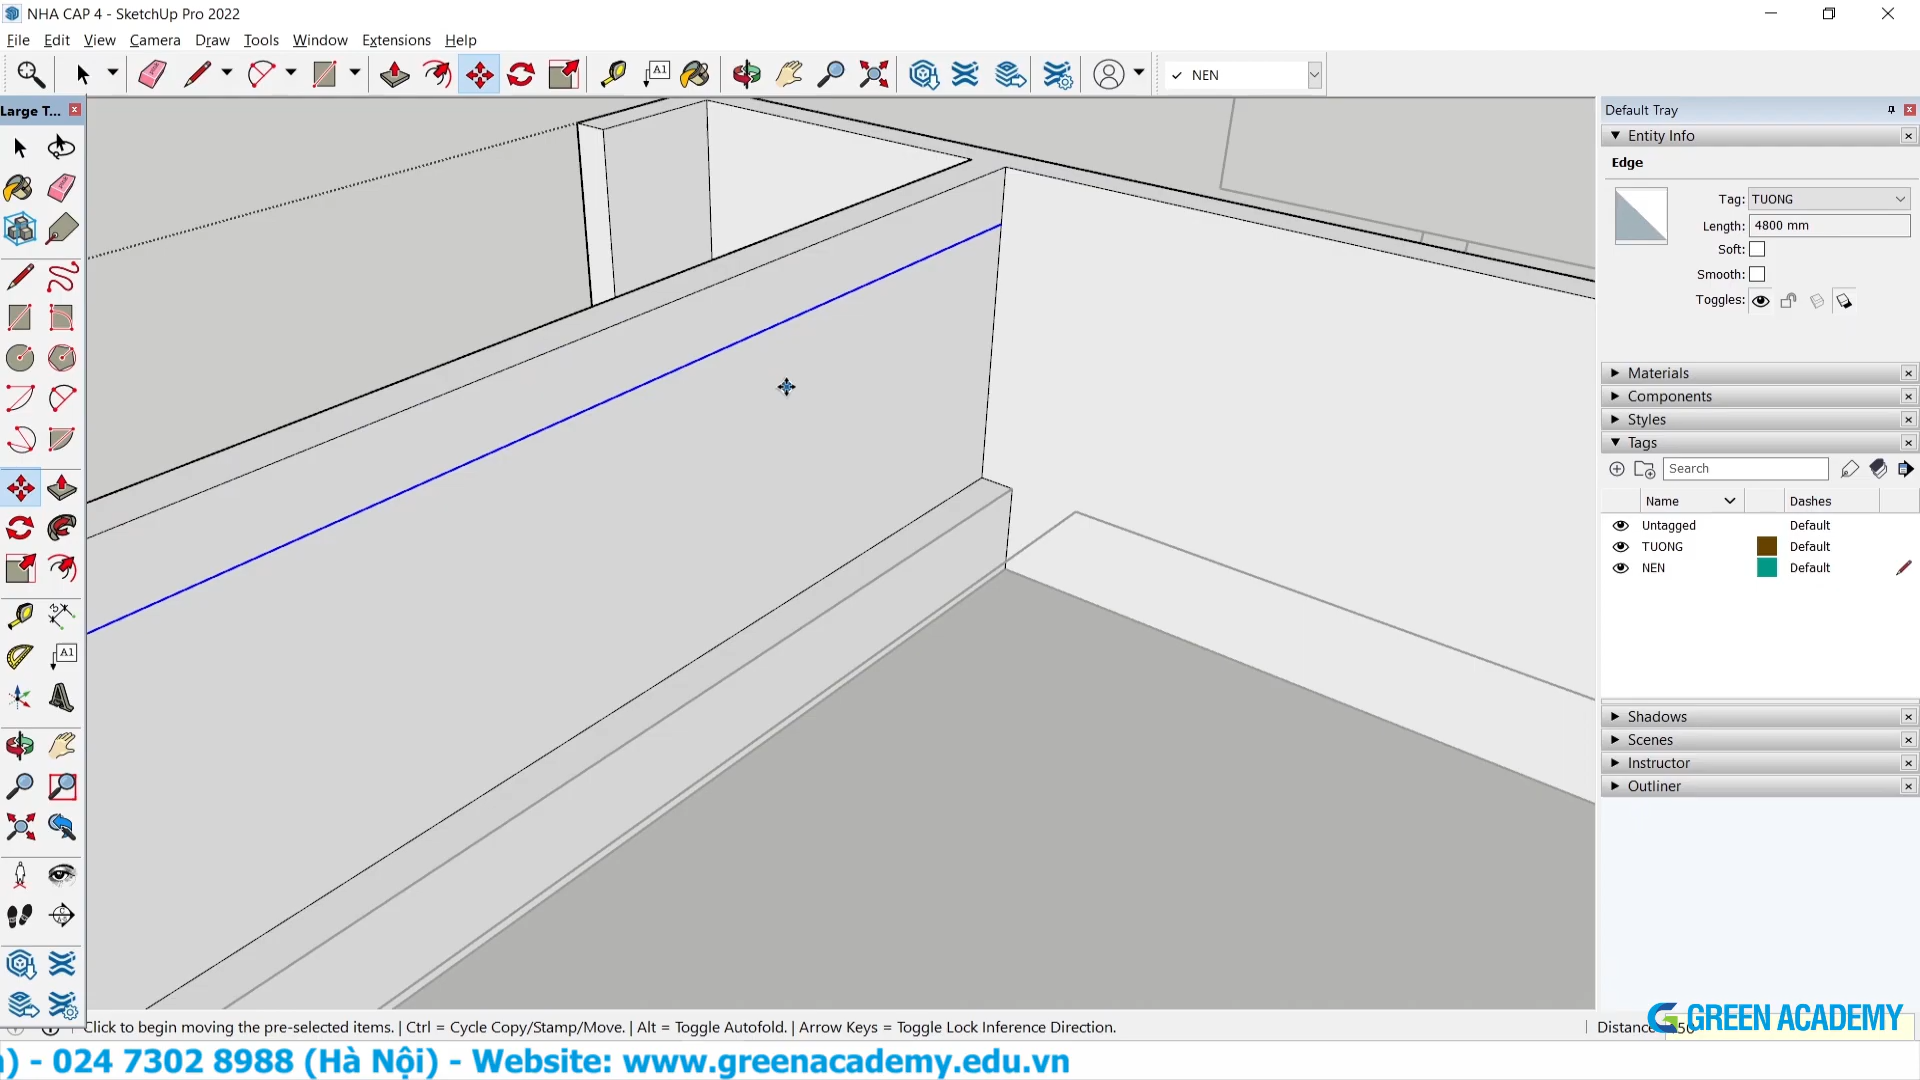 NHA CAP 4 - SketchUp Pro 2022
File Edit View Camera Draw Tools Window Extensions Help
A1
NEN
Large T...
Default Tray
Entity Info
Edge
Tag: TUONG
Length: 4800 mm
Soft:
Smooth:
Toggles:
Materials
Components
Styles
Tags
Search
Name Dashes
Untagged Default
TUONG Default
NEN Default
A1
Shadows
Scenes
Instructor
Outliner
Click to begin moving the pre-selected items. | Ctrl = Cycle Copy/Stamp/Move. | Alt = Toggle Autofold. | Arrow Keys = Toggle Lock Inference Direction.
Distance
GREEN ACADEMY
) - 024 7302 8988 (Hà Nội) - Website: www.greenacademy.edu.vn